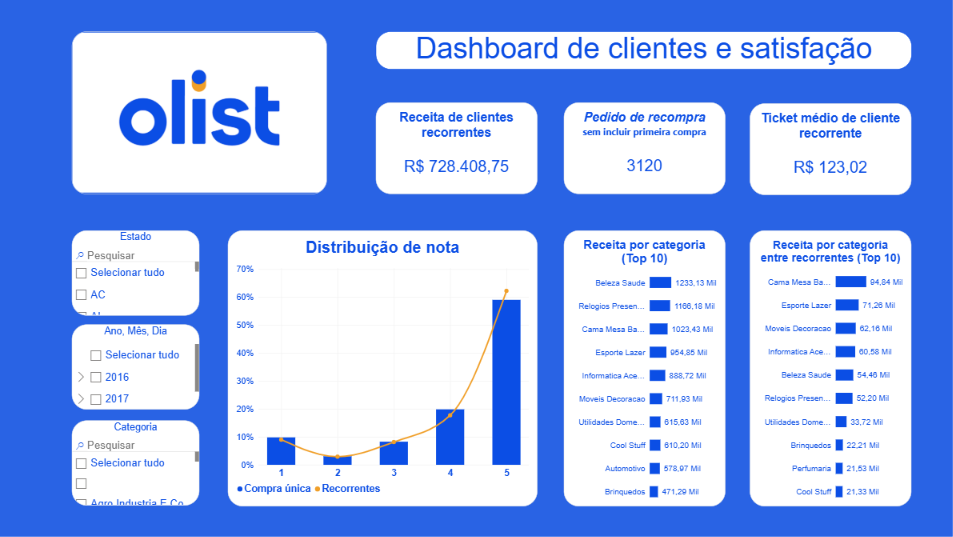 olist
Dashboard de clientes e satisfação
Receita de clientes
recorrentes
R$ 728.408,75
Pedido de recompra
sem incluir primeira compra
3120
Ticket médio de cliente
recorrente
R$ 123,02
Estado
Pesquisar
Selecionar tudo
AC
Ano, Mês, Dia
Selecionar tudo
2016
2017
Categoria
Pesquisar
Selecionar tudo
Agro Industria E Co
Distribuição de nota
70%
60%
50%
40%
30%
20%
10%
0%
1 2 3 4 5
Compra única Recorrentes
Receita por categoria
(Top 10)
Beleza Saude 1233,13 Mil
Relogios Presen... 1166,18 Mil
Cama Mesa Ba... 1023,43 Mil
Esporte Lazer 954,85 Mil
Informatica Ace... 888,72 Mil
Moveis Decoracao 711,93 Mil
Utilidades Dome... 615,63 Mil
Cool Stuff 610,20 Mil
Automotivo 578,97 Mil
Brinquedos 471,29 Mil
Receita por categoria
entre recorrentes (Top 10)
Cama Mesa Ba... 94,84 Mil
Esporte Lazer 71,26 Mil
Moveis Decoracao 62,16 Mil
Informatica Ace... 60,58 Mil
Beleza Saude 54,46 Mil
Relogios Presen... 52,20 Mil
Utilidades Dome... 33,72 Mil
Brinquedos 22,21 Mil
Perfumaria 21,53 Mil
Cool Stuff 21,33 Mil